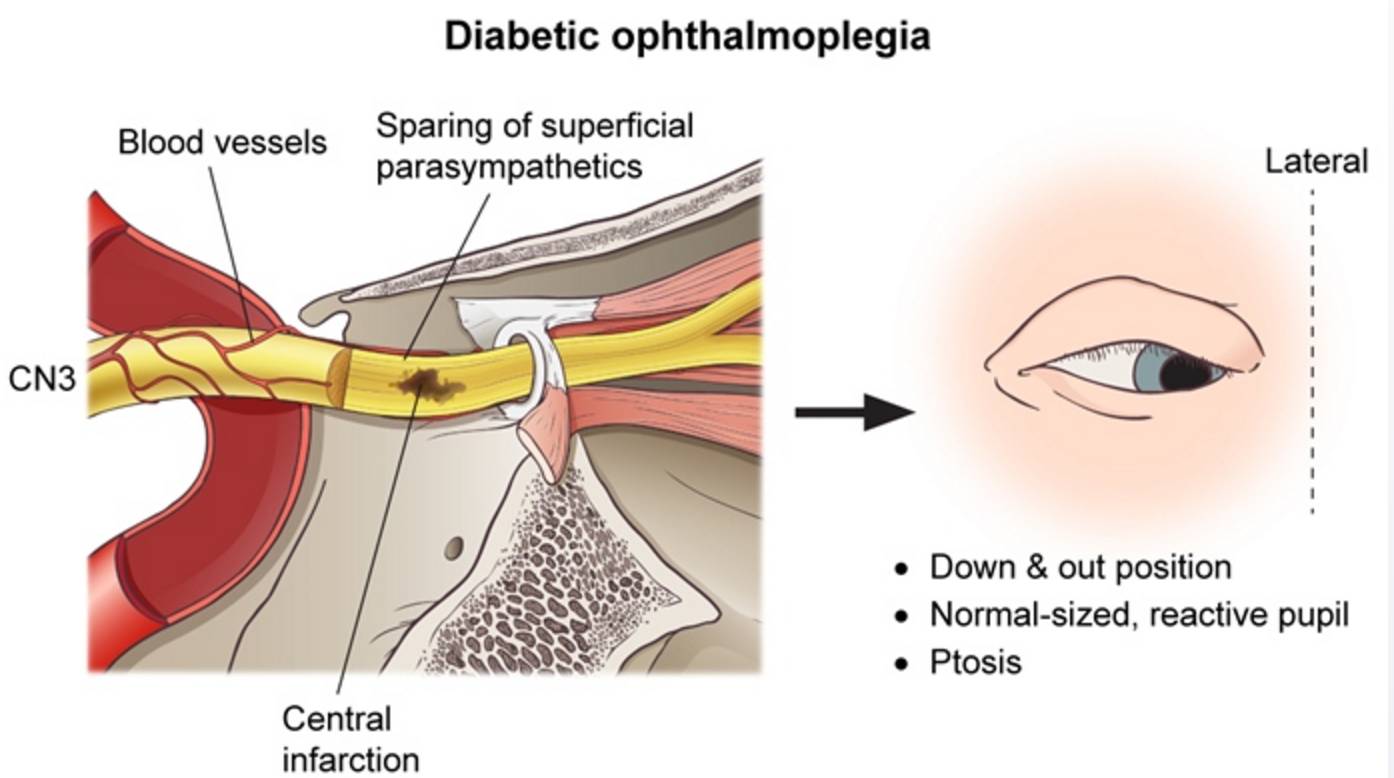 Diabetic ophthalmoplegia
Blood vessels
Sparing of superficial
parasympathetics
Lateral
CN3
Central
infarction
• Down & out position
• Normal-sized, reactive pupil
• Ptosis